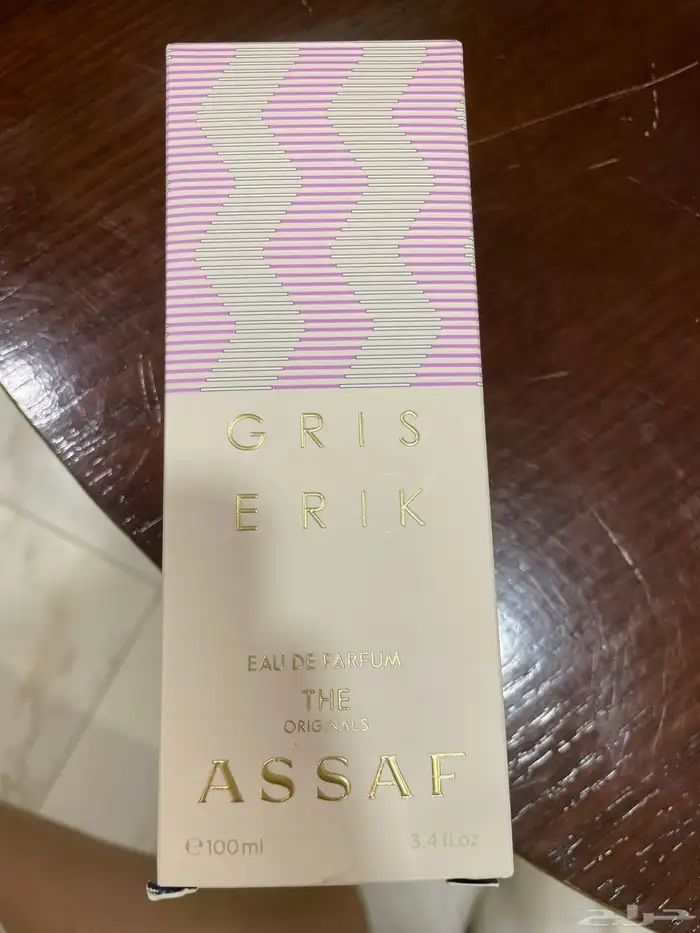 GRIS
ERIK
EAU DE PARFUM
THE
ORIGINALS
ASSAF
℮100ml 3.4 fl.oz
حراج